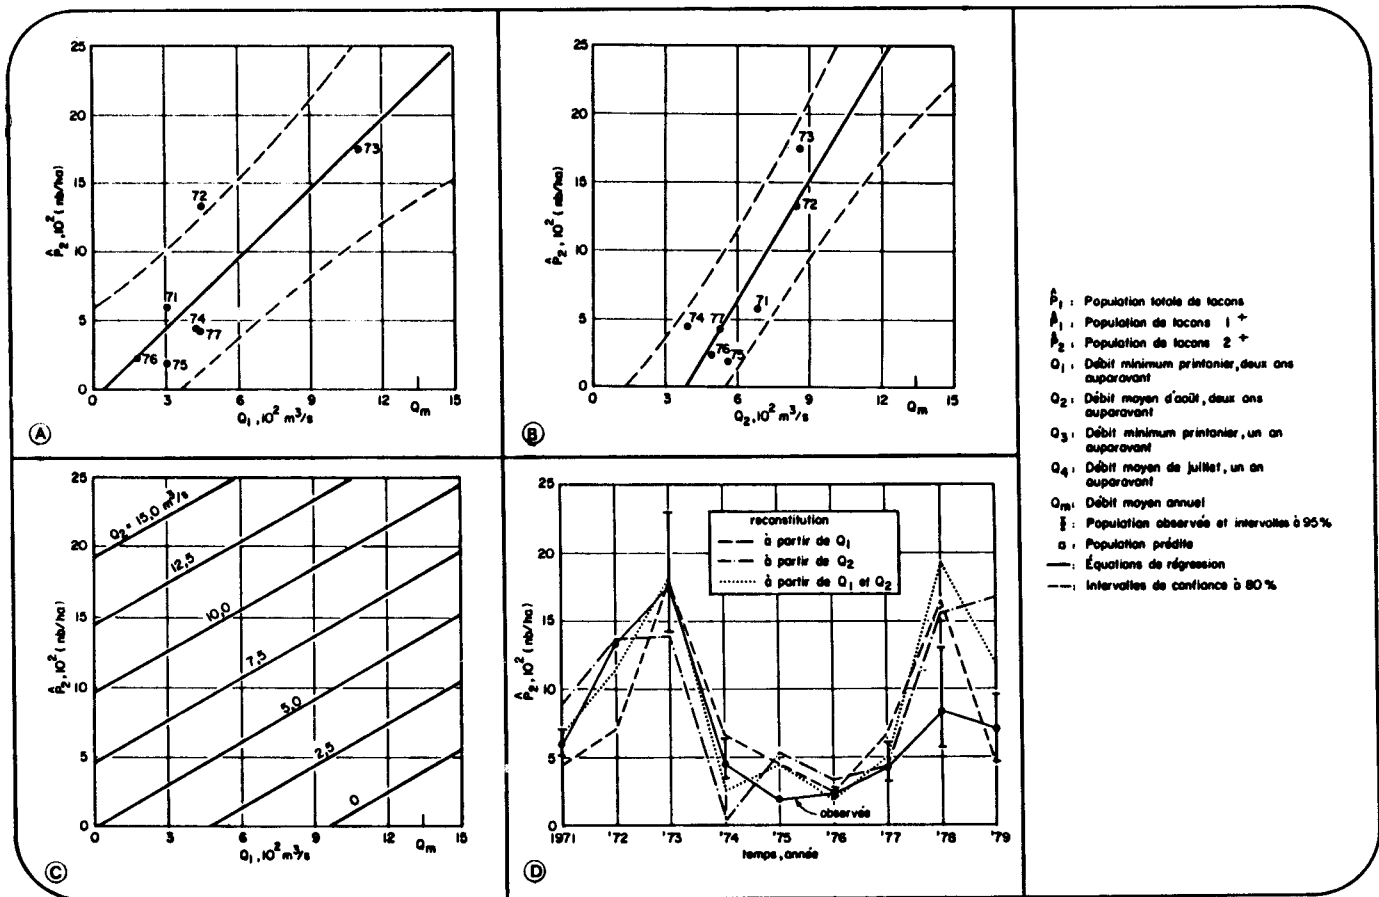 25
20
15
10
5
0
P̂₂, 10² (nb/ha)
72
73
71
74
77
76
75
0 3 6 9 12 Qm 15
Q₁, 10² m³/s
A
25
20
15
10
5
0
P̂₂, 10² (nb/ha)
73
72
71
74
77
76
75
0 3 6 9 12 Qm 15
Q₂, 10² m³/s
B
P̂₁ : Population totale de tacons
P̂₁ : Population de tacons 1 +
P̂₂ : Population de tacons 2 +
Q₁ : Débit minimum printanier, deux ans
auparavant
Q₂ : Débit moyen d'août, deux ans
auparavant
Q₃ : Débit minimum printanier, un an
auparavant
Q₄ : Débit moyen de juillet, un an
auparavant
Qm : Débit moyen annuel
: Population observée et intervalles à 95%
: Population prédite
: Équations de régression
: Intervalles de confiance à 80%
25
20
15
10
5
0
P̂₂, 10² (nb/ha)
Q₂ = 15,0 m³/s
12,5
10,0
7,5
5,0
2,5
0
0 3 6 9 12 Qm 15
Q₁, 10² m³/s
C
25
20
15
10
5
0
P̂₂, 10² (nb/ha)
reconstitution
à partir de Q₁
à partir de Q₂
à partir de Q₁ et Q₂
observée
1971 '72 '73 '74 '75 '76 '77 '78 '79
temps, année
D